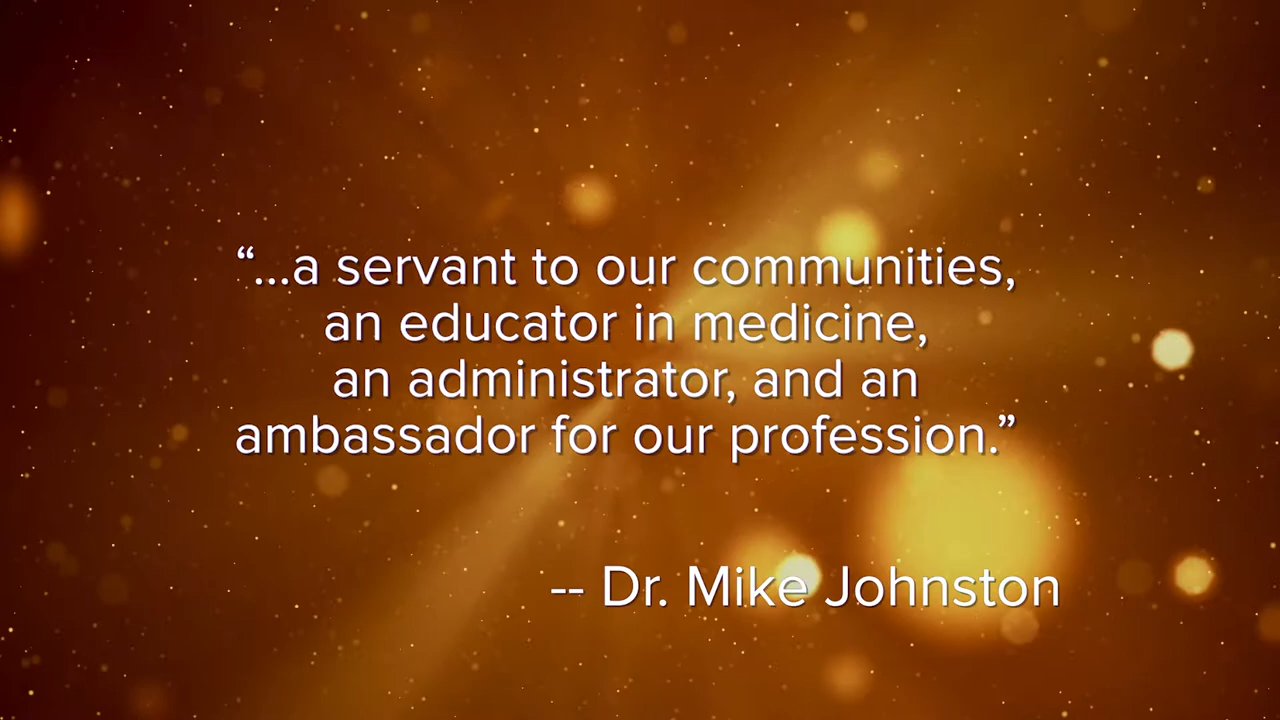 “...a servant to our communities,
an educator in medicine,
an administrator, and an
ambassador for our profession.”
-- Dr. Mike Johnston